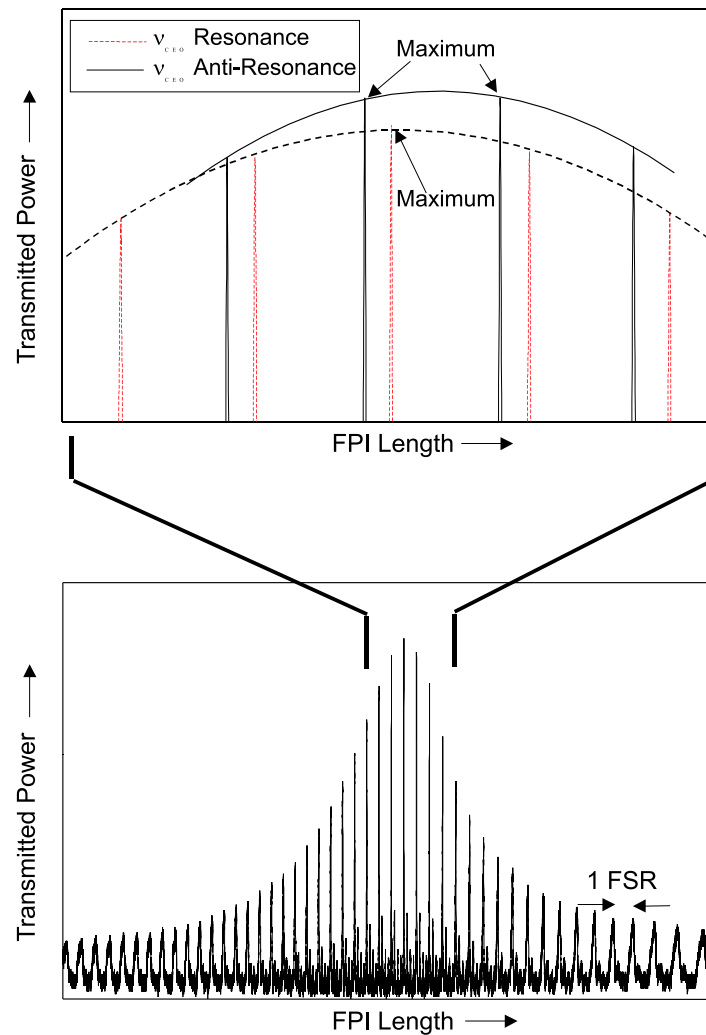 ν CEO Resonance
ν CEO Anti-Resonance
Maximum
Maximum
Transmitted Power
FPI Length
1 FSR
Transmitted Power
FPI Length